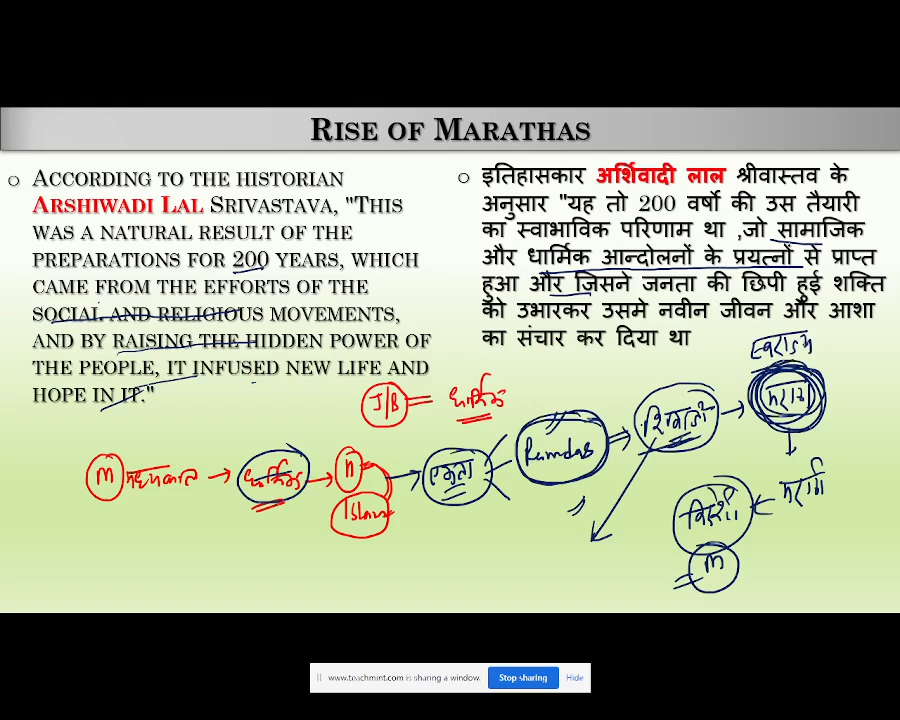 RISE OF MARATHAS
ACCORDING TO THE HISTORIAN
ARSHIWADI LAL SRIVASTAVA, "THIS
WAS A NATURAL RESULT OF THE
PREPARATIONS FOR 200 YEARS, WHICH
CAME FROM THE EFFORTS OF THE
SOCIAL AND RELIGIOUS MOVEMENTS,
AND BY RAISING THE HIDDEN POWER OF
THE PEOPLE, IT INFUSED NEW LIFE AND
HOPE IN IT."
इतिहासकार अर्शिवादी लाल श्रीवास्तव के
अनुसार "यह तो 200 वर्षो की उस तैयारी
का स्वाभाविक परिणाम था ,जो सामाजिक
और धार्मिक आन्दोलनों के प्रयत्नों से प्राप्त
हुआ और जिसने जनता की छिपी हुई शक्ति
को उभारकर उसमे नवीन जीवन और आशा
का संचार कर दिया था
J/B धार्मिक
M मध्यकाल धार्मिक n एकता Ramdas शिवाजी मराठा
Islam
विदेशी मराठा
M
www.teachmint.com is sharing a window. Stop sharing Hide